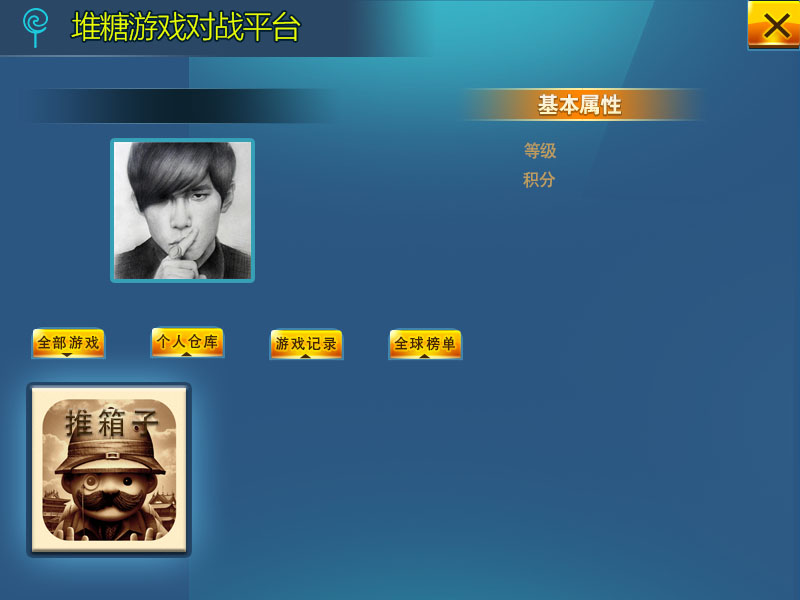 堆糖游戏对战平台
基本属性
等级
积分
全部游戏
个人仓库
游戏记录
全球榜单
推箱子